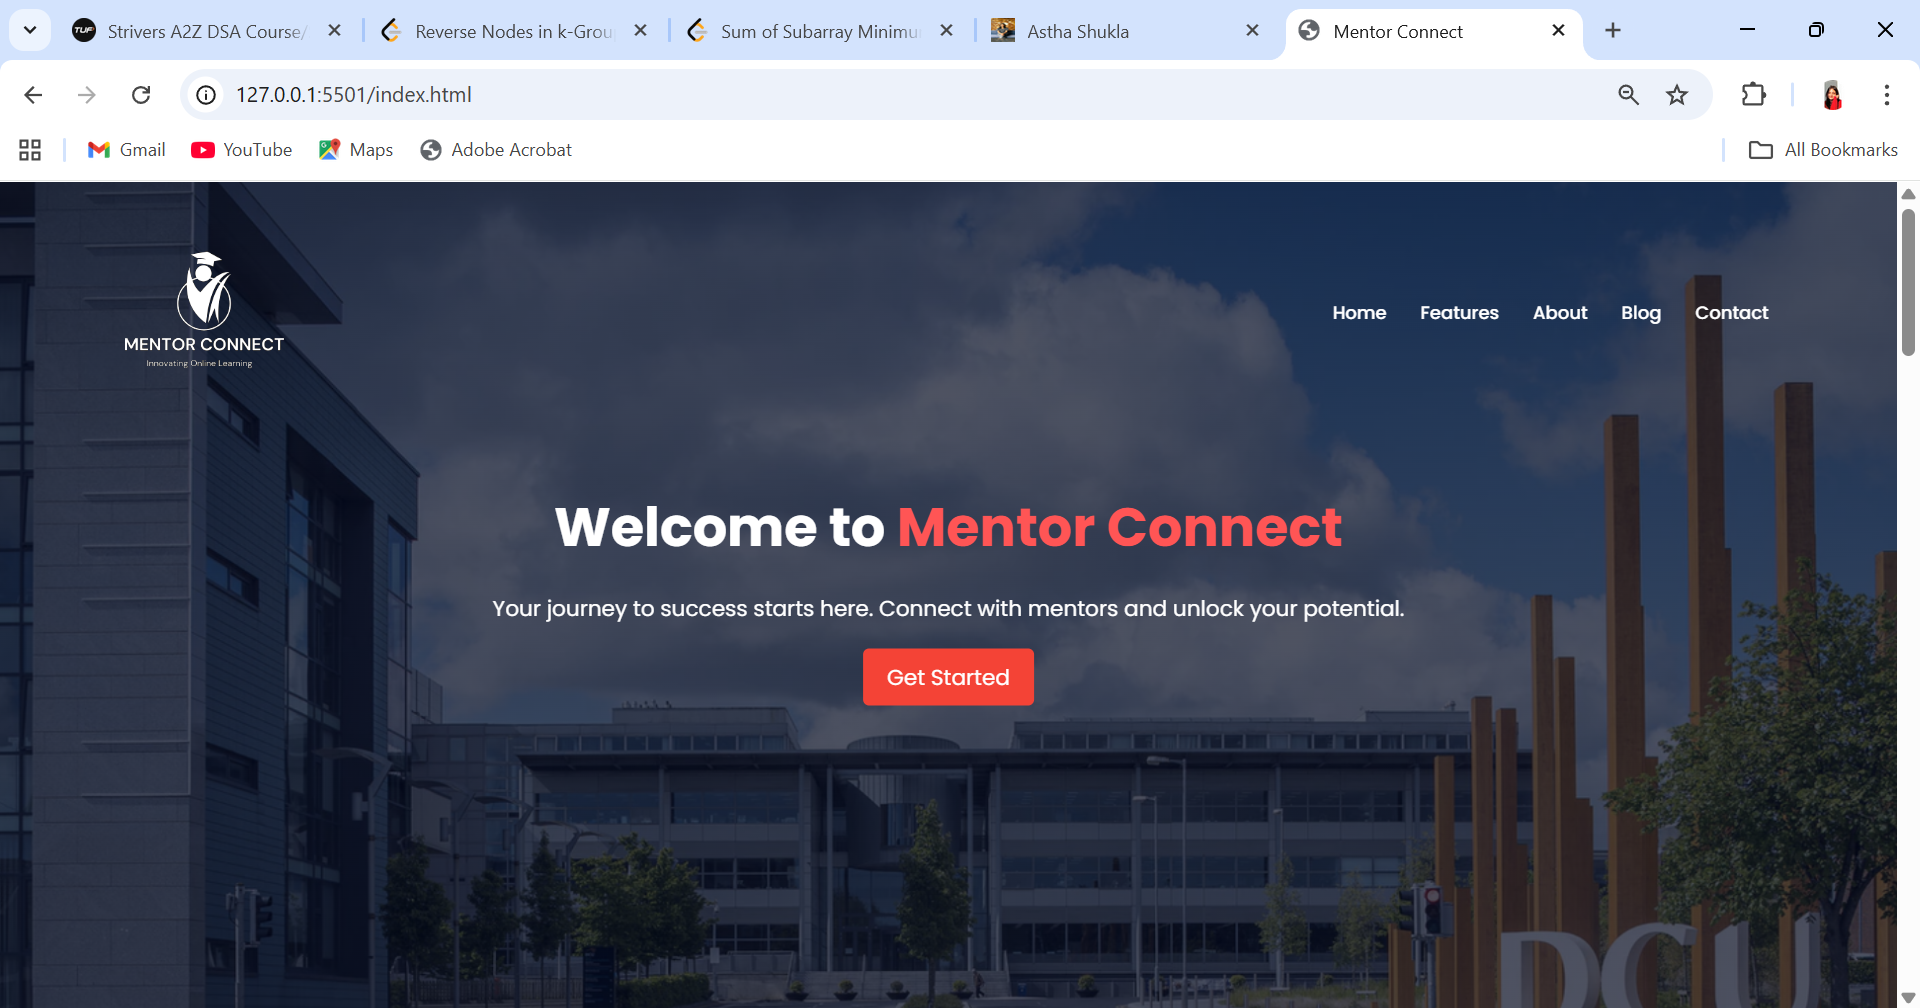 TUF
Strivers A2Z DSA Course/
Reverse Nodes in k-Grou
Sum of Subarray Minimu
Astha Shukla
Mentor Connect
127.0.0.1:5501/index.html
Gmail
YouTube
Maps
Adobe Acrobat
All Bookmarks
MENTOR CONNECT
Innovating Online Learning
Home
Features
About
Blog
Contact
Welcome to Mentor Connect
Your journey to success starts here. Connect with mentors and unlock your potential.
Get Started
DCU